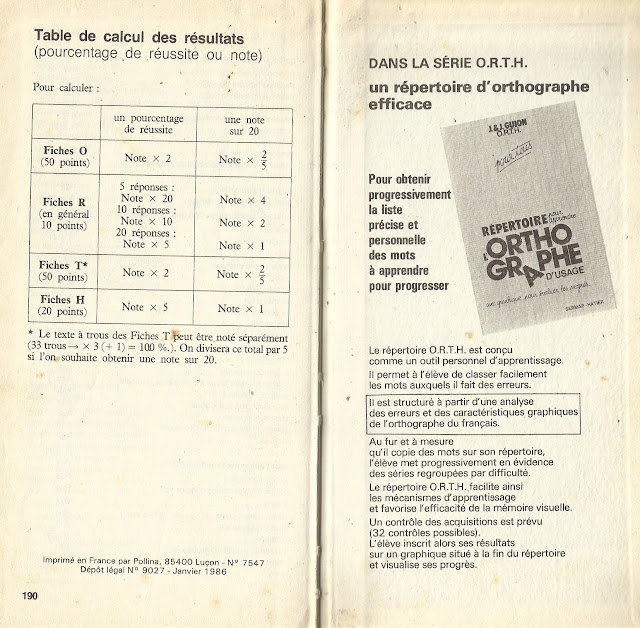 Table de calcul des résultats
(pourcentage de réussite ou note)
Pour calculer :
un pourcentage de réussite | une note sur 20
Fiches O (50 points) | Note × 2 | Note × 2/5
Fiches R (en général 10 points) | 5 réponses : Note × 20 | Note × 4
10 réponses : Note × 10 | Note × 2
20 réponses : Note × 5 | Note × 1
Fiches T* (50 points) | Note × 2 | Note × 2/5
Fiches H (20 points) | Note × 5 | Note × 1
* Le texte à trous des Fiches T peut être noté séparément
(33 trous → × 3 (+ 1) = 100 %.). On divisera ce total par 5
si l'on souhaite obtenir une note sur 20.
Imprimé en France par Pollina, 85400 Luçon - N° 7547
Dépôt légal N° 9027 - Janvier 1986
190
DANS LA SÉRIE O.R.T.H.
un répertoire d'orthographe
efficace
J.&J. GUION
O.R.T.H.
pour tous
RÉPERTOIRE pour apprendre
L'ORTHO
GRAPHE
D'USAGE
Pour obtenir
progressivement
la liste
précise et
personnelle
des mots
à apprendre
pour progresser
Le répertoire O.R.T.H. est conçu
comme un outil personnel d'apprentissage.
Il permet à l'élève de classer facilement
les mots auxquels il fait des erreurs.
Il est structuré à partir d'une analyse
des erreurs et des caractéristiques graphiques
de l'orthographe du français.
Au fur et à mesure
qu'il copie des mots sur son répertoire,
l'élève met progressivement en évidence
des séries regroupées par difficulté.
Le répertoire O.R.T.H. facilite ainsi
les mécanismes d'apprentissage
et favorise l'efficacité de la mémoire visuelle.
Un contrôle des acquisitions est prévu
(32 contrôles possibles).
L'élève inscrit alors ses résultats
sur un graphique situé à la fin du répertoire
et visualise ses progrès.